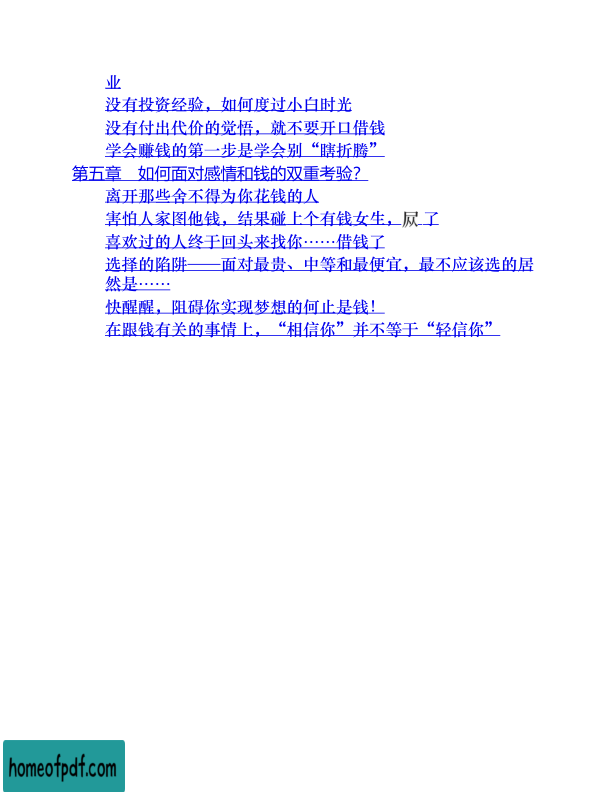 业
没有投资经验，如何度过小白时光
没有付出代价的觉悟，就不要开口借钱
学会赚钱的第一步是学会别“瞎折腾”
第五章　如何面对感情和钱的双重考验？
离开那些舍不得为你花钱的人
害怕人家图他钱，结果碰上个有钱女生，㞎了
喜欢过的人终于回头来找你……借钱了
选择的陷阱——面对最贵、中等和最便宜，最不应该选的居
然是……
快醒醒，阻碍你实现梦想的何止是钱！
在跟钱有关的事情上，“相信你”并不等于“轻信你”
homeofpdf.com